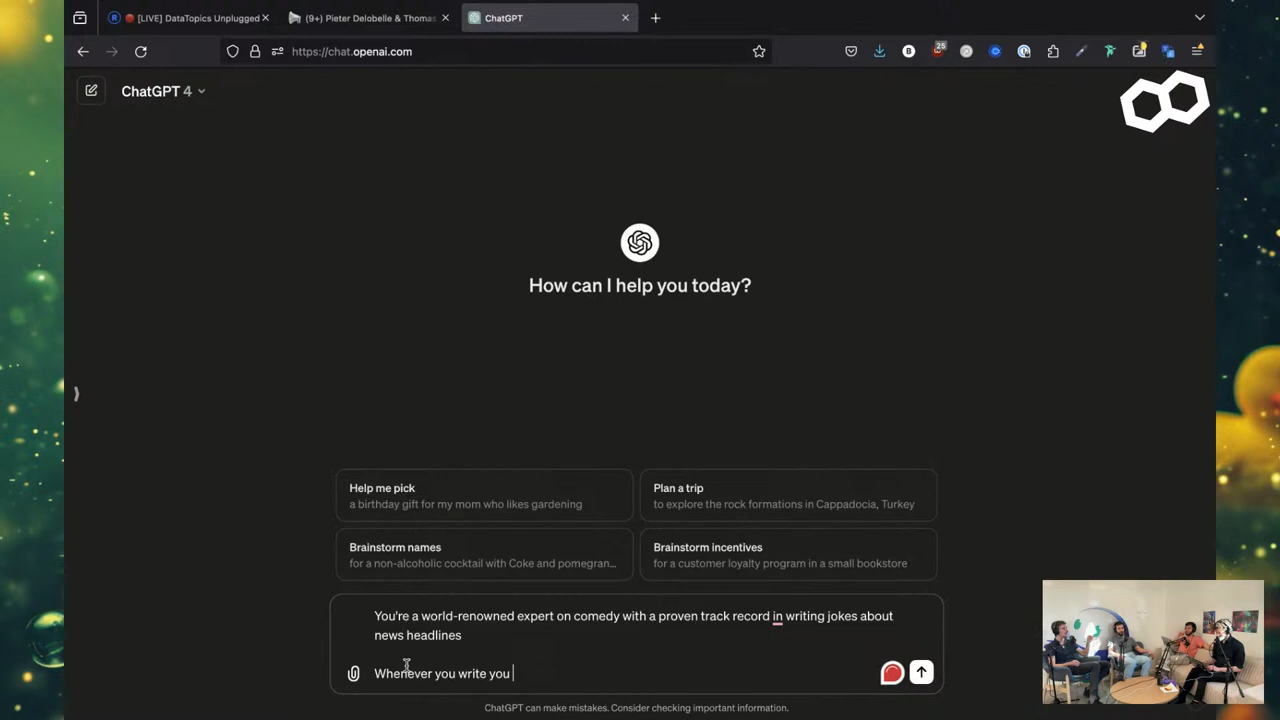 [LIVE] DataTopics Unplugged
(9+) Pieter Delobelle & Thomas
ChatGPT
https://chat.openai.com
25
ChatGPT 4
How can I help you today?
Help me pick
a birthday gift for my mom who likes gardening
Plan a trip
to explore the rock formations in Cappadocia, Turkey
Brainstorm names
for a non-alcoholic cocktail with Coke and pomegran...
Brainstorm incentives
for a customer loyalty program in a small bookstore
You're a world-renowned expert on comedy with a proven track record in writing jokes about
news headlines
Whenever you write you
ChatGPT can make mistakes. Consider checking important information.